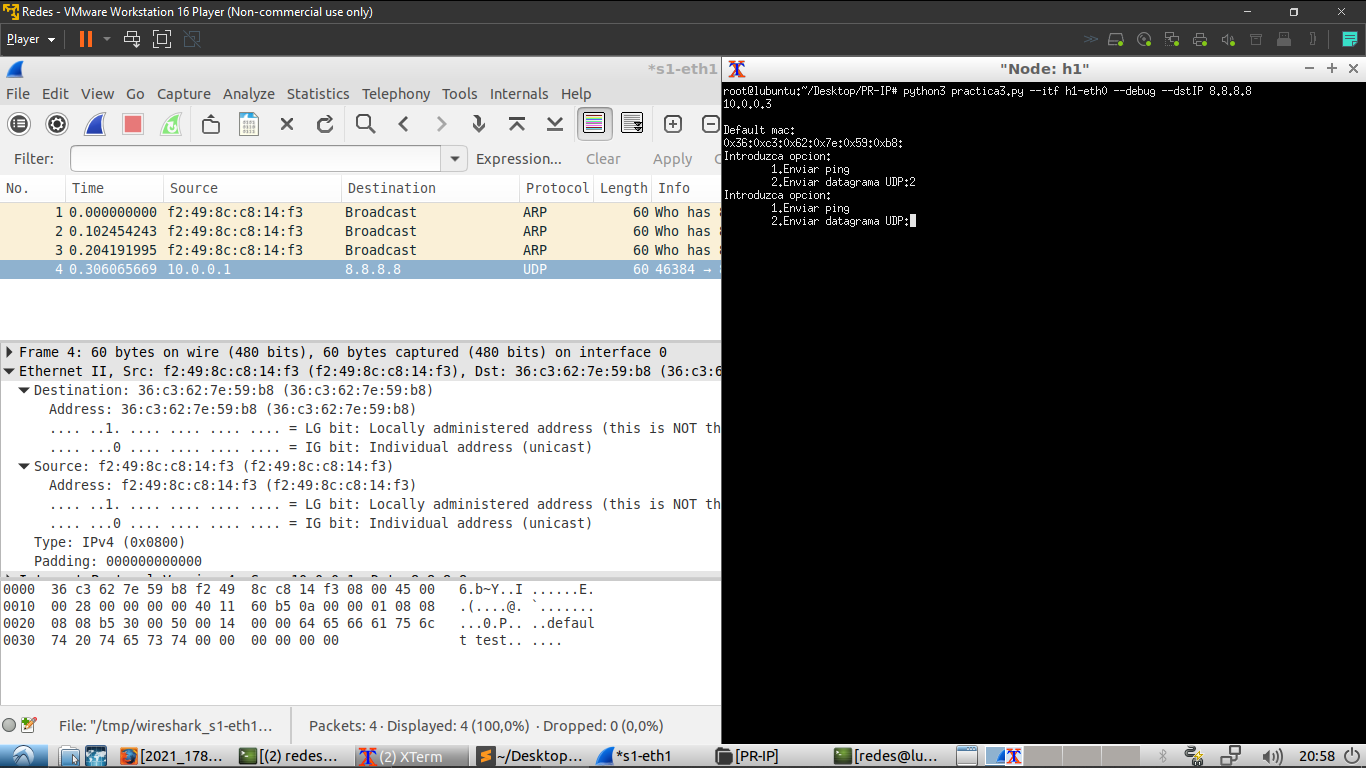 Redes - VMware Workstation 16 Player (Non-commercial use only)
Player
*s1-eth1
File Edit View Go Capture Analyze Statistics Telephony Tools Internals Help
Filter: Expression... Clear Apply
No. Time Source Destination Protocol Length Info
1 0.000000000 f2:49:8c:c8:14:f3 Broadcast ARP 60 Who has
2 0.102454243 f2:49:8c:c8:14:f3 Broadcast ARP 60 Who has
3 0.204191995 f2:49:8c:c8:14:f3 Broadcast ARP 60 Who has
4 0.306065669 10.0.0.1 8.8.8.8 UDP 60 46384 →
Frame 4: 60 bytes on wire (480 bits), 60 bytes captured (480 bits) on interface 0
Ethernet II, Src: f2:49:8c:c8:14:f3 (f2:49:8c:c8:14:f3), Dst: 36:c3:62:7e:59:b8 (36:c3:6
Destination: 36:c3:62:7e:59:b8 (36:c3:62:7e:59:b8)
Address: 36:c3:62:7e:59:b8 (36:c3:62:7e:59:b8)
.... ..1. .... .... .... .... = LG bit: Locally administered address (this is NOT th
.... ...0 .... .... .... .... = IG bit: Individual address (unicast)
Source: f2:49:8c:c8:14:f3 (f2:49:8c:c8:14:f3)
Address: f2:49:8c:c8:14:f3 (f2:49:8c:c8:14:f3)
.... ..1. .... .... .... .... = LG bit: Locally administered address (this is NOT th
.... ...0 .... .... .... .... = IG bit: Individual address (unicast)
Type: IPv4 (0x0800)
Padding: 000000000000
0000 36 c3 62 7e 59 b8 f2 49 8c c8 14 f3 08 00 45 00 6.b~Y..I ......E.
0010 00 28 00 00 00 00 40 11 60 b5 0a 00 00 01 08 08 .(....@. `.......
0020 08 08 b5 30 00 50 00 14 00 00 64 65 66 61 75 6c ...0.P.. ..defaul
0030 74 20 74 65 73 74 00 00 00 00 00 00 t test.. ....
File: "/tmp/wireshark_s1-eth1... Packets: 4 · Displayed: 4 (100,0%) · Dropped: 0 (0,0%)
"Node: h1"
root@lubuntu:~/Desktop/PR-IP# python3 practica3.py --itf h1-eth0 --debug --dstIP 8.8.8.8
10.0.0.3
Default mac:
0x36:0xc3:0x62:0x7e:0x59:0xb8:
Introduzca opcion:
1.Enviar ping
2.Enviar datagrama UDP:2
Introduzca opcion:
1.Enviar ping
2.Enviar datagrama UDP:
[2021_178... [(2) redes... (2) XTerm ~/Desktop... *s1-eth1 [PR-IP] [redes@lu... 20:58